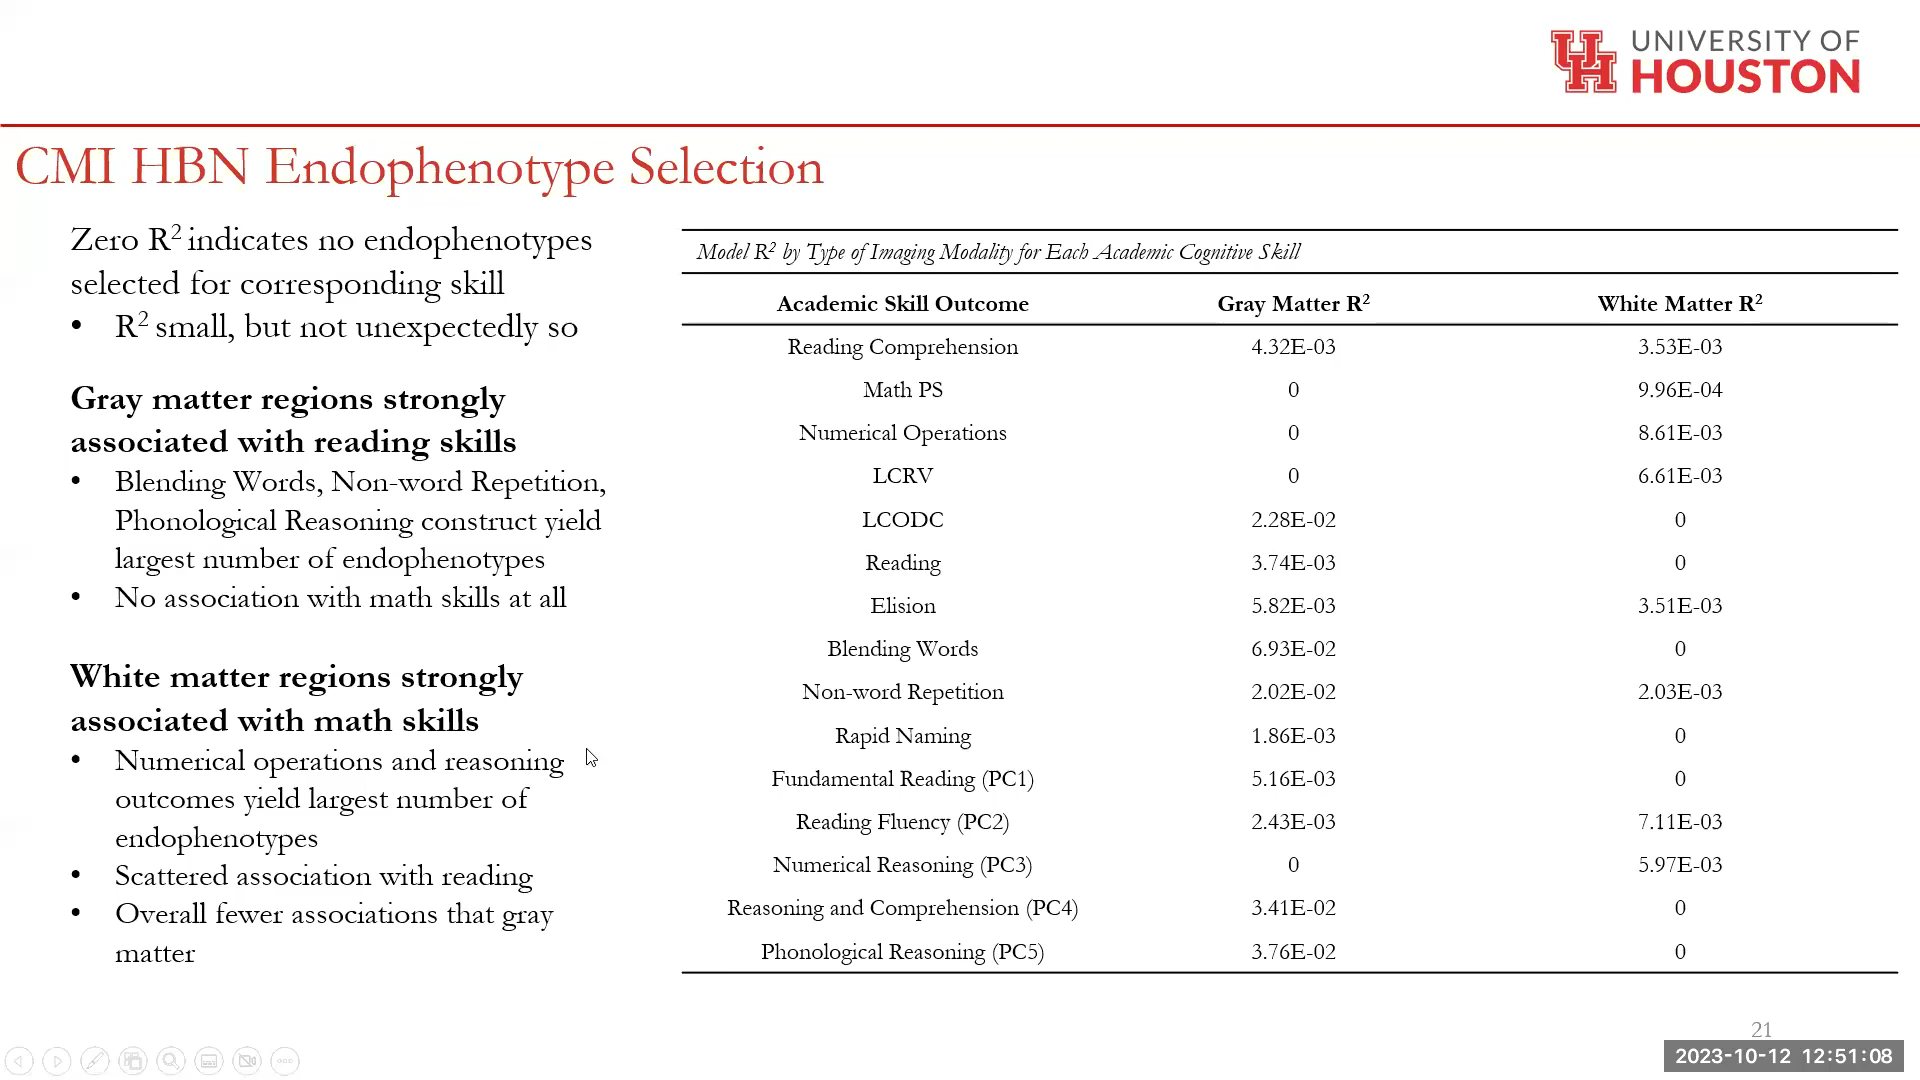 UNIVERSITY OF
HOUSTON
CMI HBN Endophenotype Selection
Zero R² indicates no endophenotypes
selected for corresponding skill
• R² small, but not unexpectedly so
Gray matter regions strongly
associated with reading skills
• Blending Words, Non-word Repetition,
Phonological Reasoning construct yield
largest number of endophenotypes
• No association with math skills at all
White matter regions strongly
associated with math skills
• Numerical operations and reasoning
outcomes yield largest number of
endophenotypes
• Scattered association with reading
• Overall fewer associations that gray
matter
Model R² by Type of Imaging Modality for Each Academic Cognitive Skill
Academic Skill Outcome Gray Matter R² White Matter R²
Reading Comprehension 4.32E-03 3.53E-03
Math PS 0 9.96E-04
Numerical Operations 0 8.61E-03
LCRV 0 6.61E-03
LCODC 2.28E-02 0
Reading 3.74E-03 0
Elision 5.82E-03 3.51E-03
Blending Words 6.93E-02 0
Non-word Repetition 2.02E-02 2.03E-03
Rapid Naming 1.86E-03 0
Fundamental Reading (PC1) 5.16E-03 0
Reading Fluency (PC2) 2.43E-03 7.11E-03
Numerical Reasoning (PC3) 0 5.97E-03
Reasoning and Comprehension (PC4) 3.41E-02 0
Phonological Reasoning (PC5) 3.76E-02 0
21
2023-10-12 12:51:08